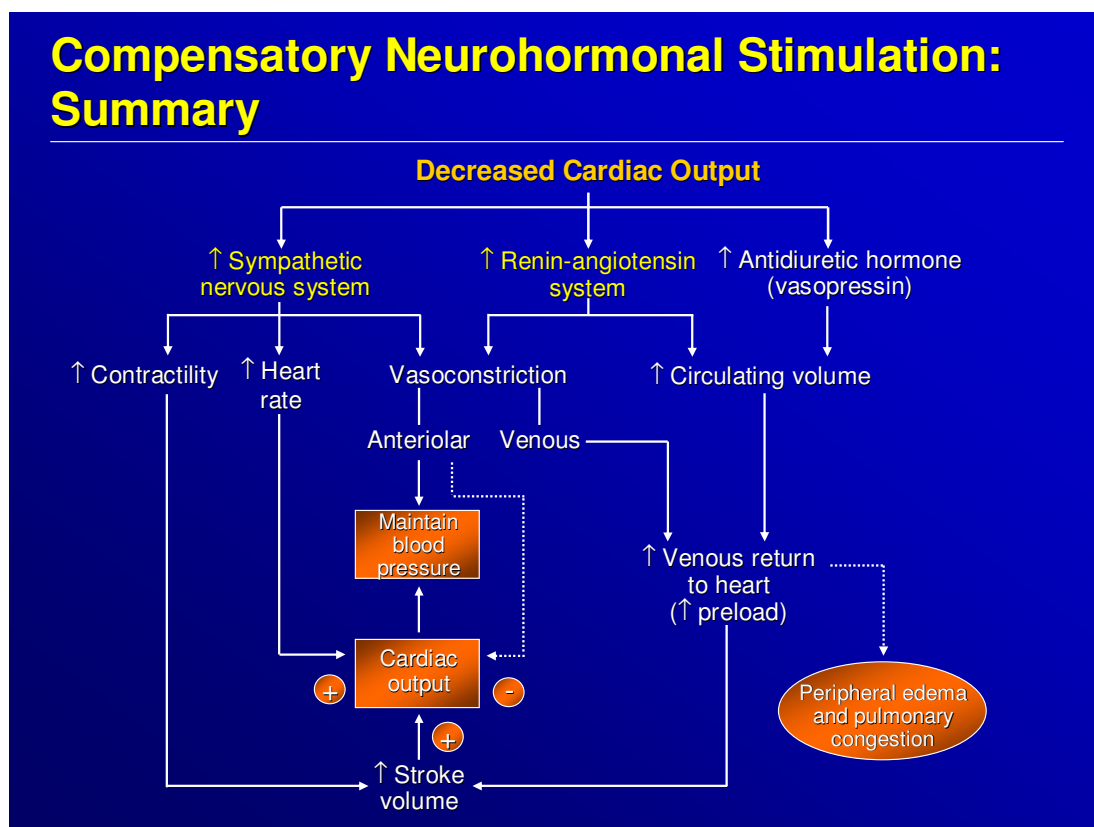 Compensatory Neurohormonal Stimulation:
Summary
Decreased Cardiac Output
↑ Sympathetic
nervous system
↑ Renin-angiotensin
system
↑ Antidiuretic hormone
(vasopressin)
↑ Contractility
↑ Heart
rate
Vasoconstriction
↑ Circulating volume
Anteriolar
Venous
Maintain
blood
pressure
↑ Venous return
to heart
(↑ preload)
Cardiac
output
+
-
+
Peripheral edema
and pulmonary
congestion
↑ Stroke
volume